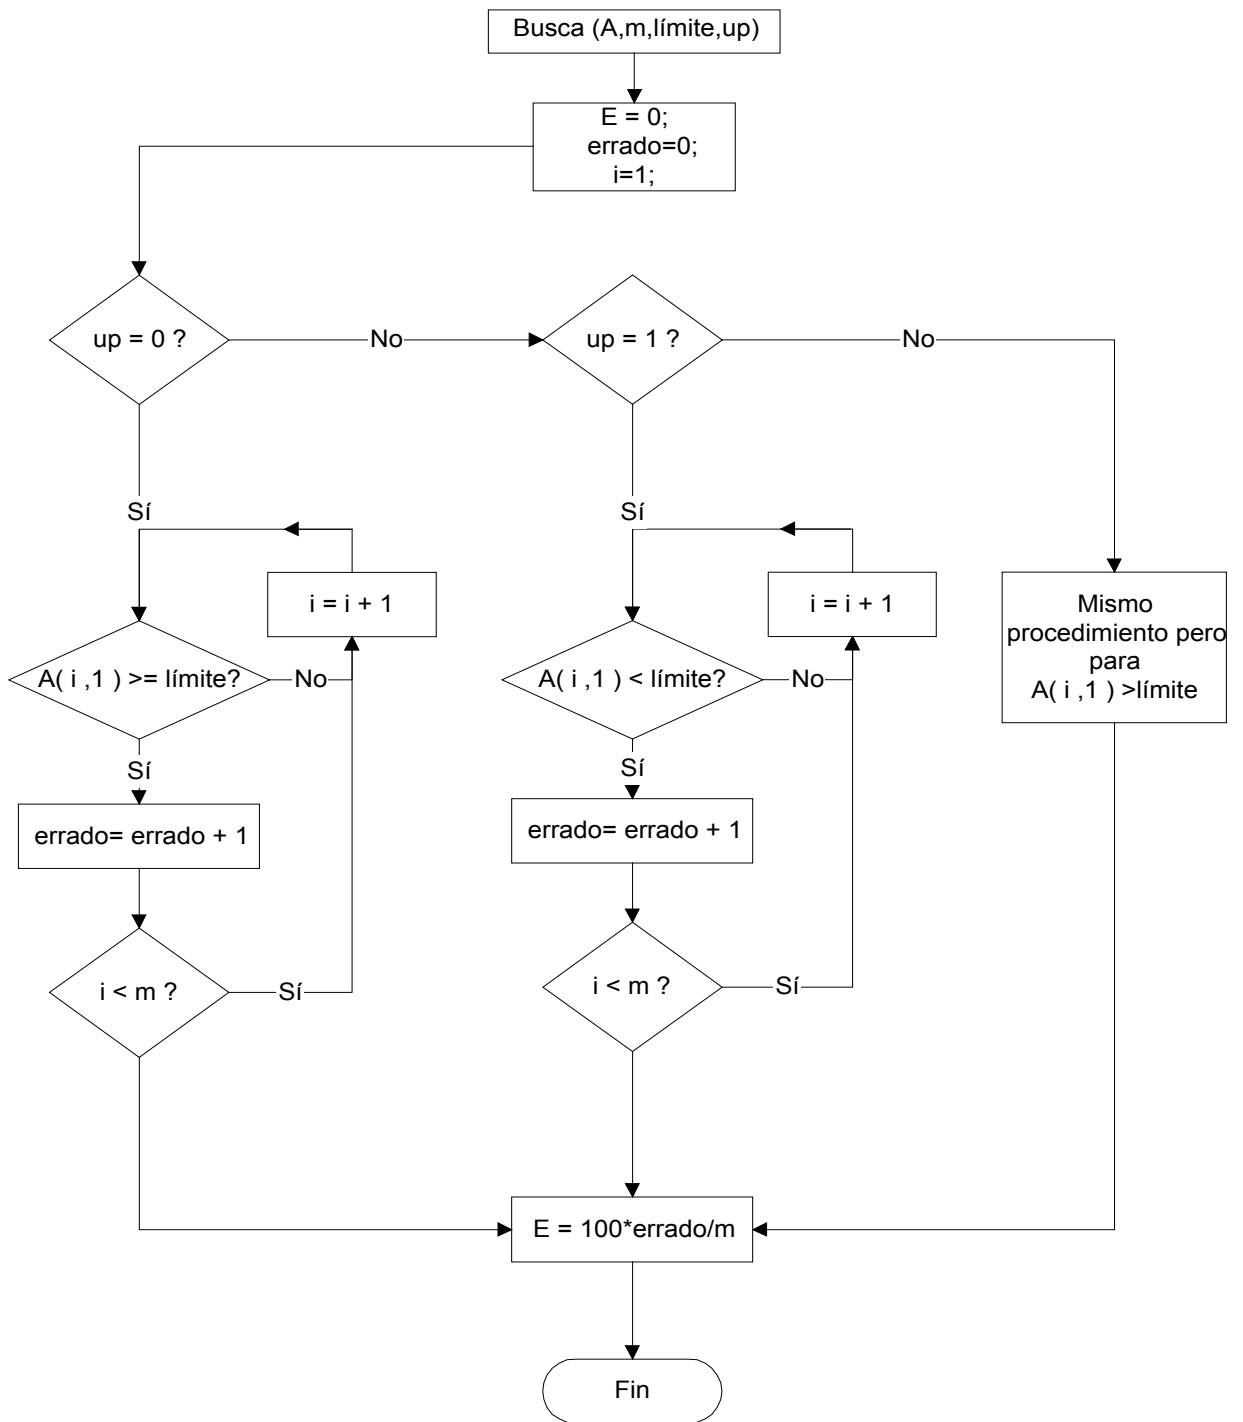 Busca (A,m,límite,up)
E = 0;
errado=0;
i=1;
up = 0 ?
No
up = 1 ?
No
Sí
Sí
i = i + 1
i = i + 1
Mismo
procedimiento pero
para
A( i ,1 ) >límite
A( i ,1 ) >= límite?
No
A( i ,1 ) < límite?
No
Sí
Sí
errado= errado + 1
errado= errado + 1
i < m ?
Sí
i < m ?
Sí
E = 100*errado/m
Fin